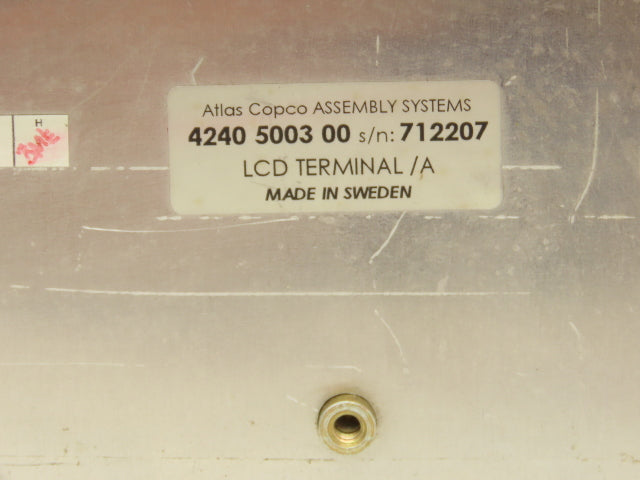 Atlas Copco ASSEMBLY SYSTEMS
4240 5003 00 s/n: 712207
LCD TERMINAL /A
MADE IN SWEDEN
H